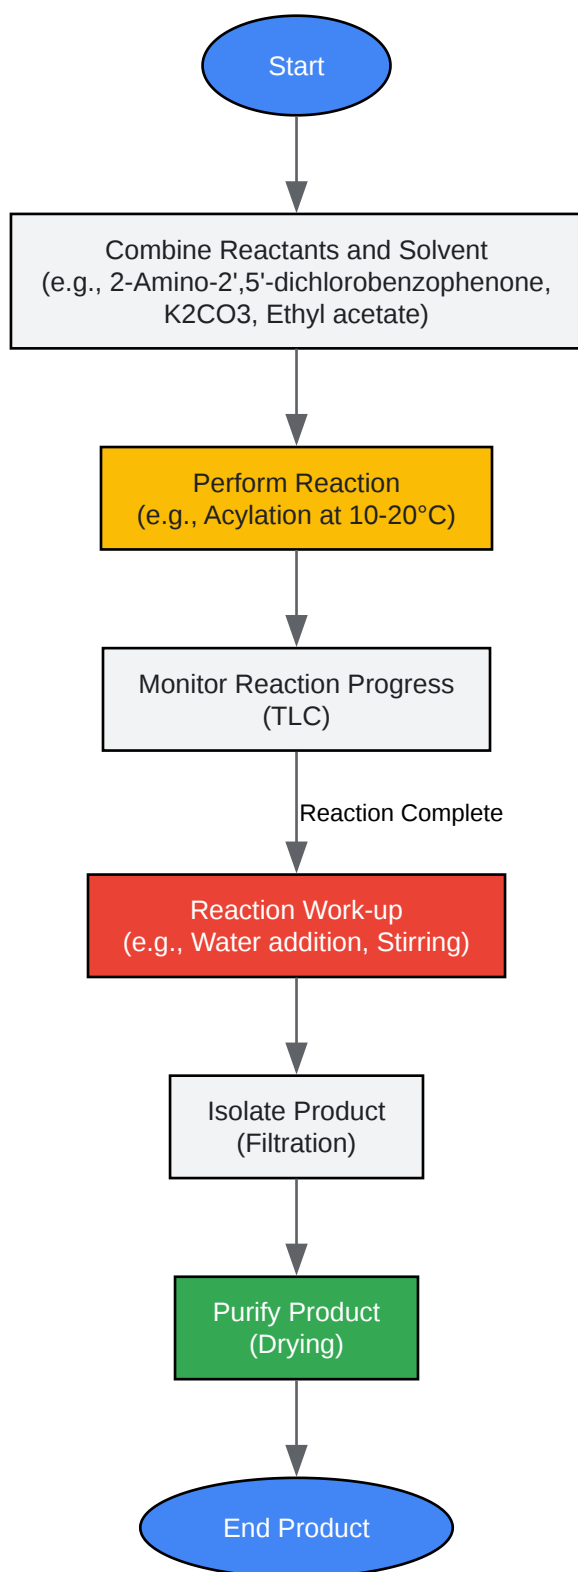 Start
Combine Reactants and Solvent
(e.g., 2-Amino-2',5'-dichlorobenzophenone,
K2CO3, Ethyl acetate)
Perform Reaction
(e.g., Acylation at 10-20°C)
Monitor Reaction Progress
(TLC)
Reaction Complete
Reaction Work-up
(e.g., Water addition, Stirring)
Isolate Product
(Filtration)
Purify Product
(Drying)
End Product